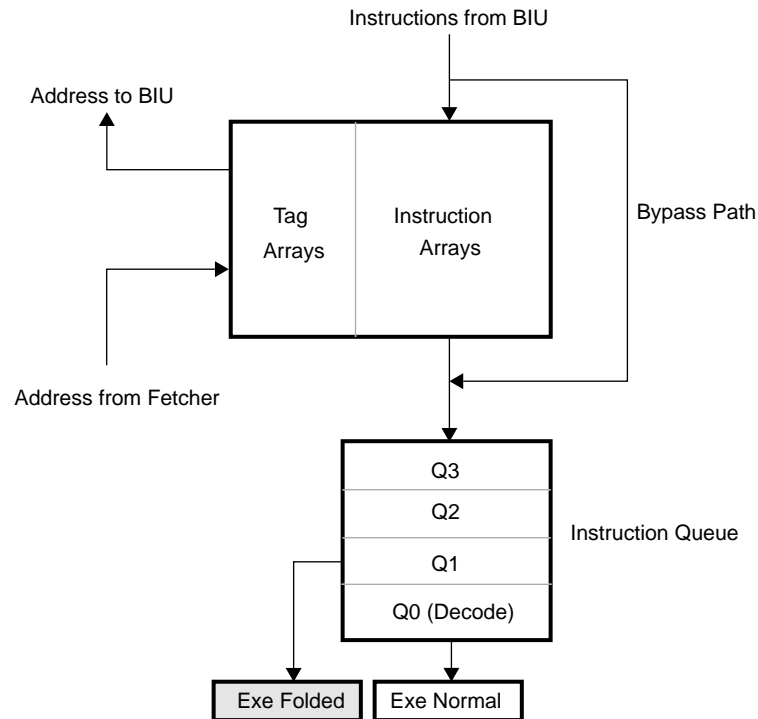 Instructions from BIU
Address to BIU
Tag
Arrays
Instruction
Arrays
Bypass Path
Address from Fetcher
Q3
Q2
Instruction Queue
Q1
Q0 (Decode)
Exe Folded
Exe Normal